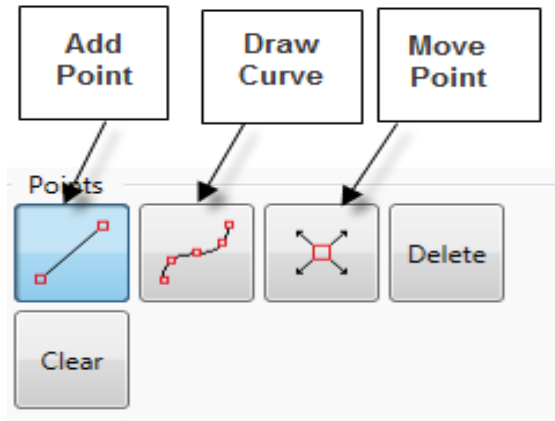 Add
Point
Draw
Curve
Move
Point
Points
Delete
Clear